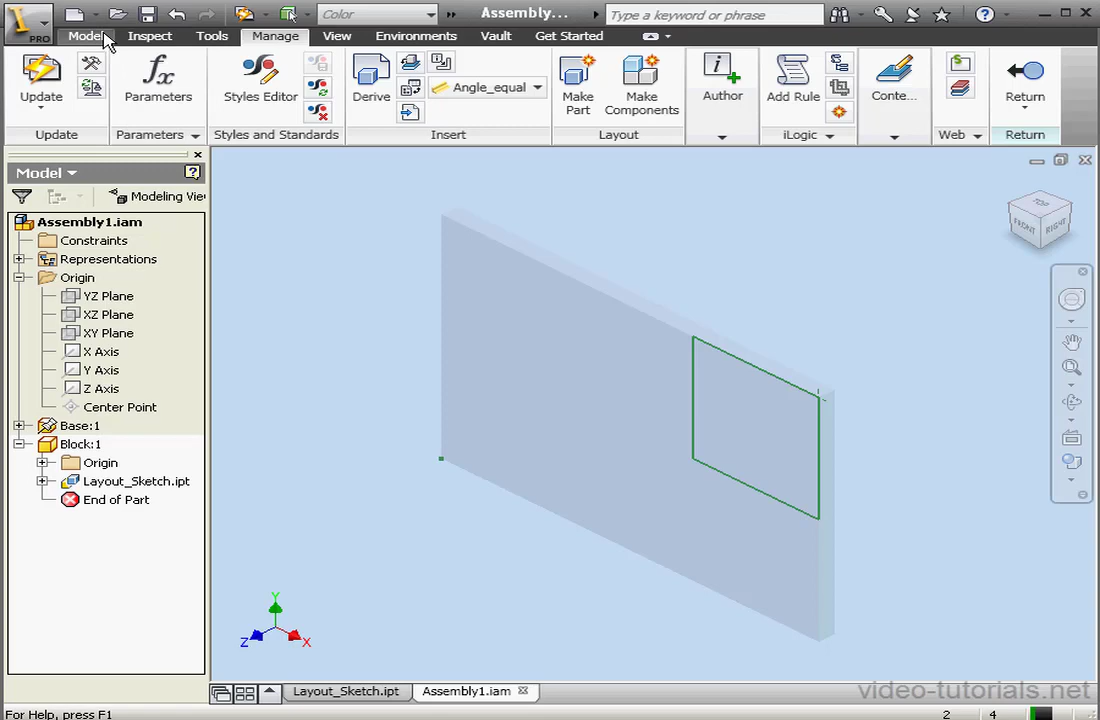 PRO
Color
Assembly...
Type a keyword or phrase
Model
Inspect
Tools
Manage
View
Environments
Vault
Get Started
Update
fx
Parameters
Styles Editor
Derive
Angle_equal
Make
Part
Make
Components
Author
Add Rule
Conte...
Return
Update
Parameters
Styles and Standards
Insert
Layout
iLogic
Web
Return
Model
Modeling Vie
Assembly1.iam
Constraints
Representations
Origin
YZ Plane
XZ Plane
XY Plane
X Axis
Y Axis
Z Axis
Center Point
Base:1
Block:1
Origin
Layout_Sketch.ipt
End of Part
TOP
FRONT
RIGHT
Y
Z
X
Layout_Sketch.ipt
Assembly1.iam
video-tutorials.net
For Help, press F1
2
4